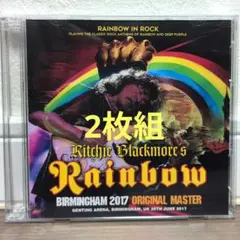 RAINBOW IN ROCK
PLAYING THE CLASSIC ROCK ANTHEMS OF RAINBOW AND DEEP PURPLE
2枚組
Ritchie Blackmore's
Rainbow
BIRMINGHAM 2017 ORIGINAL MASTER
GENTING ARENA, BIRMINGHAM, UK 28TH JUNE 2017